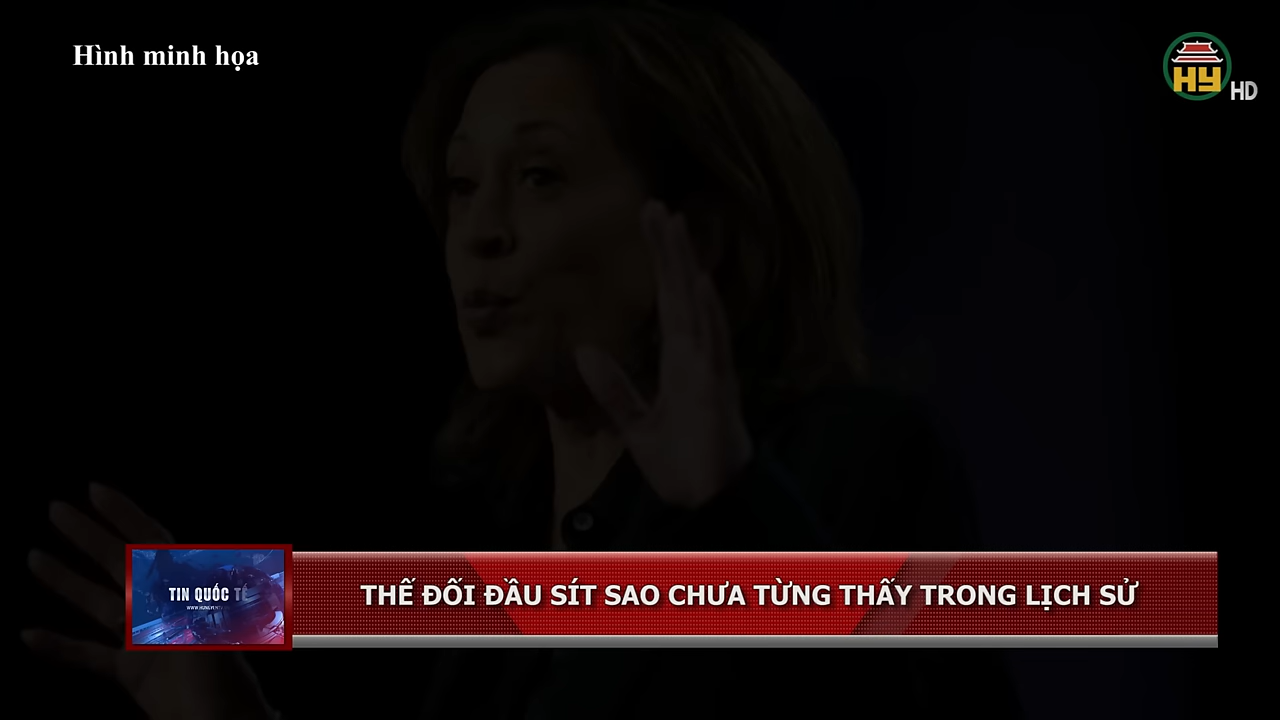 Hình minh họa
HY
HD
TIN QUỐC TẾ
THẾ ĐỐI ĐẦU SÍT SAO CHƯA TỪNG THẤY TRONG LỊCH SỬ